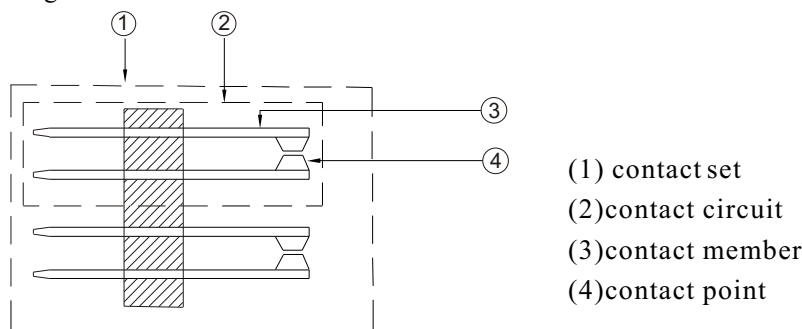 ①
②
③
④
(1) contact set
(2)contact circuit
(3)contact member
(4)contact point